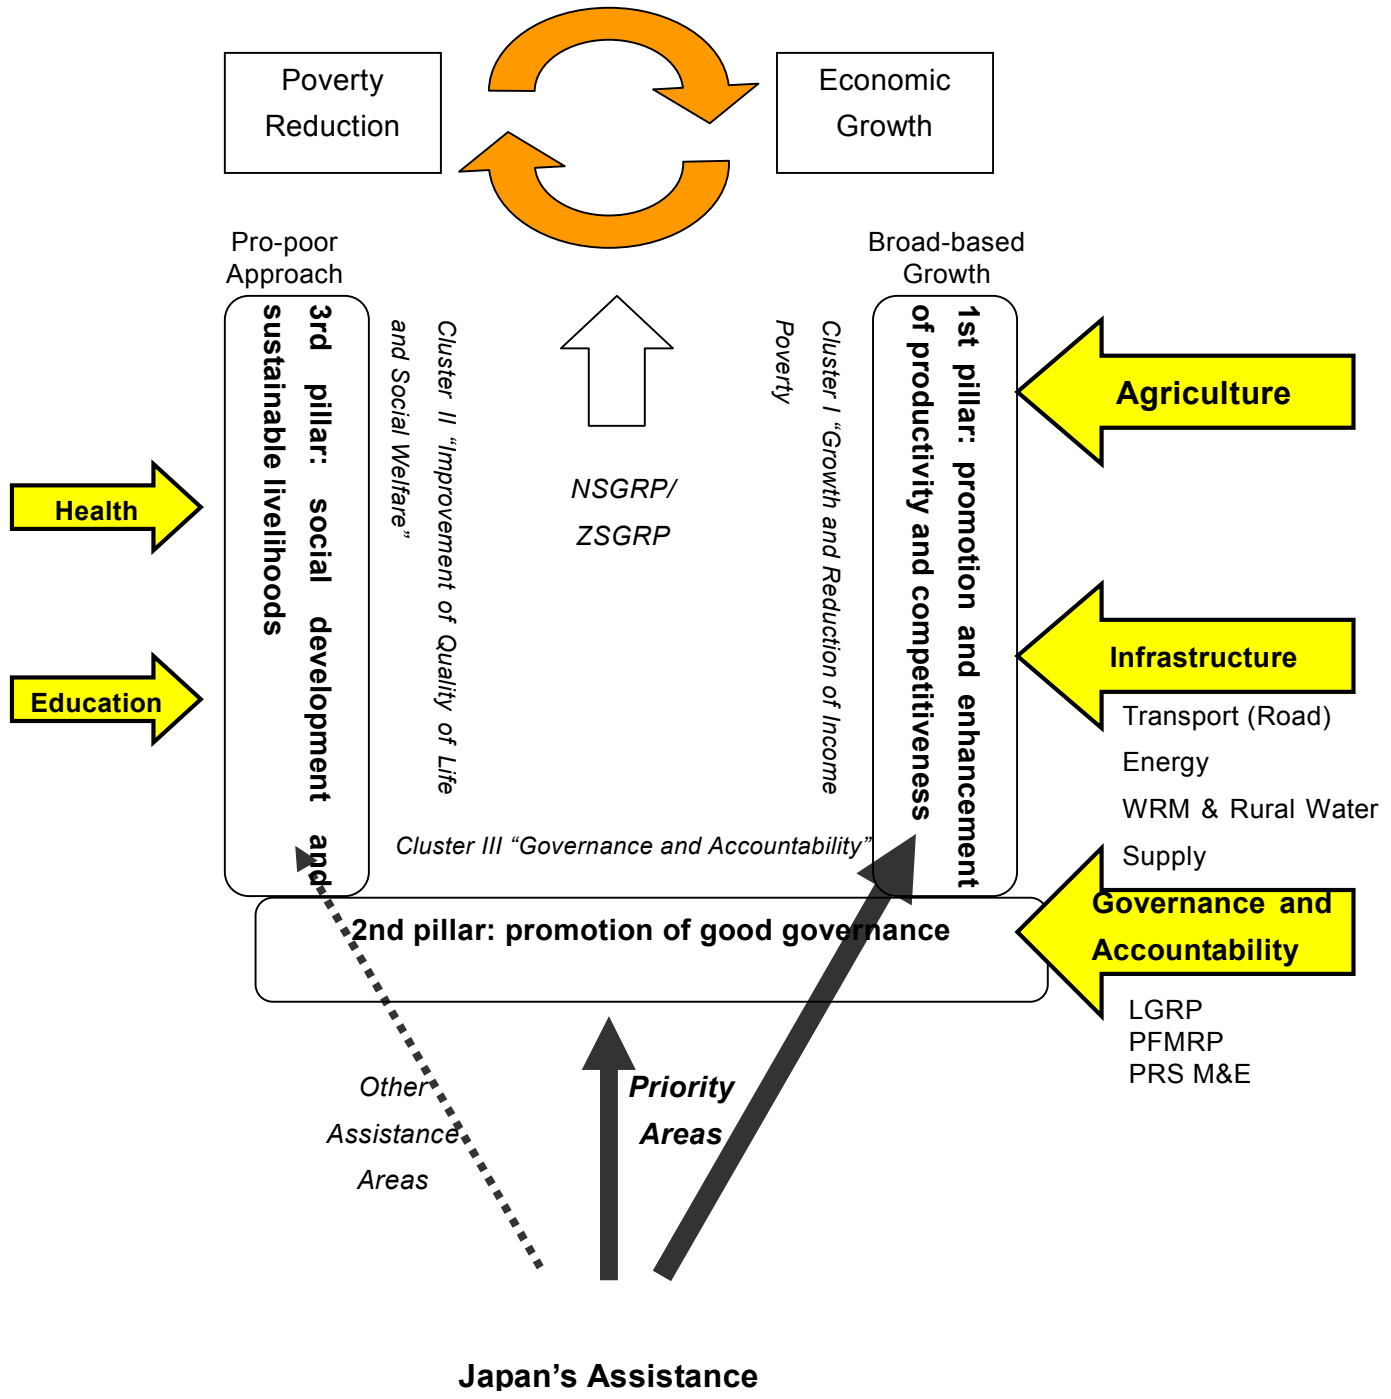 Poverty
Reduction
Economic
Growth
Pro-poor
Approach
Broad-based
Growth
3rd pillar: social development and
sustainable livelihoods
Cluster II “Improvement of Quality of Life
and Social Welfare”
NSGRP/
ZSGRP
Cluster I “Growth and Reduction of Income
Poverty
1st pillar: promotion and enhancement
of productivity and competitiveness
Agriculture
Health
Infrastructure
Education
Transport (Road)
Energy
WRM & Rural Water
Supply
Cluster III “Governance and Accountability”
2nd pillar: promotion of good governance
Governance and
Accountability
LGRP
PFMRP
PRS M&E
Other
Assistance
Areas
Priority
Areas
Japan’s Assistance